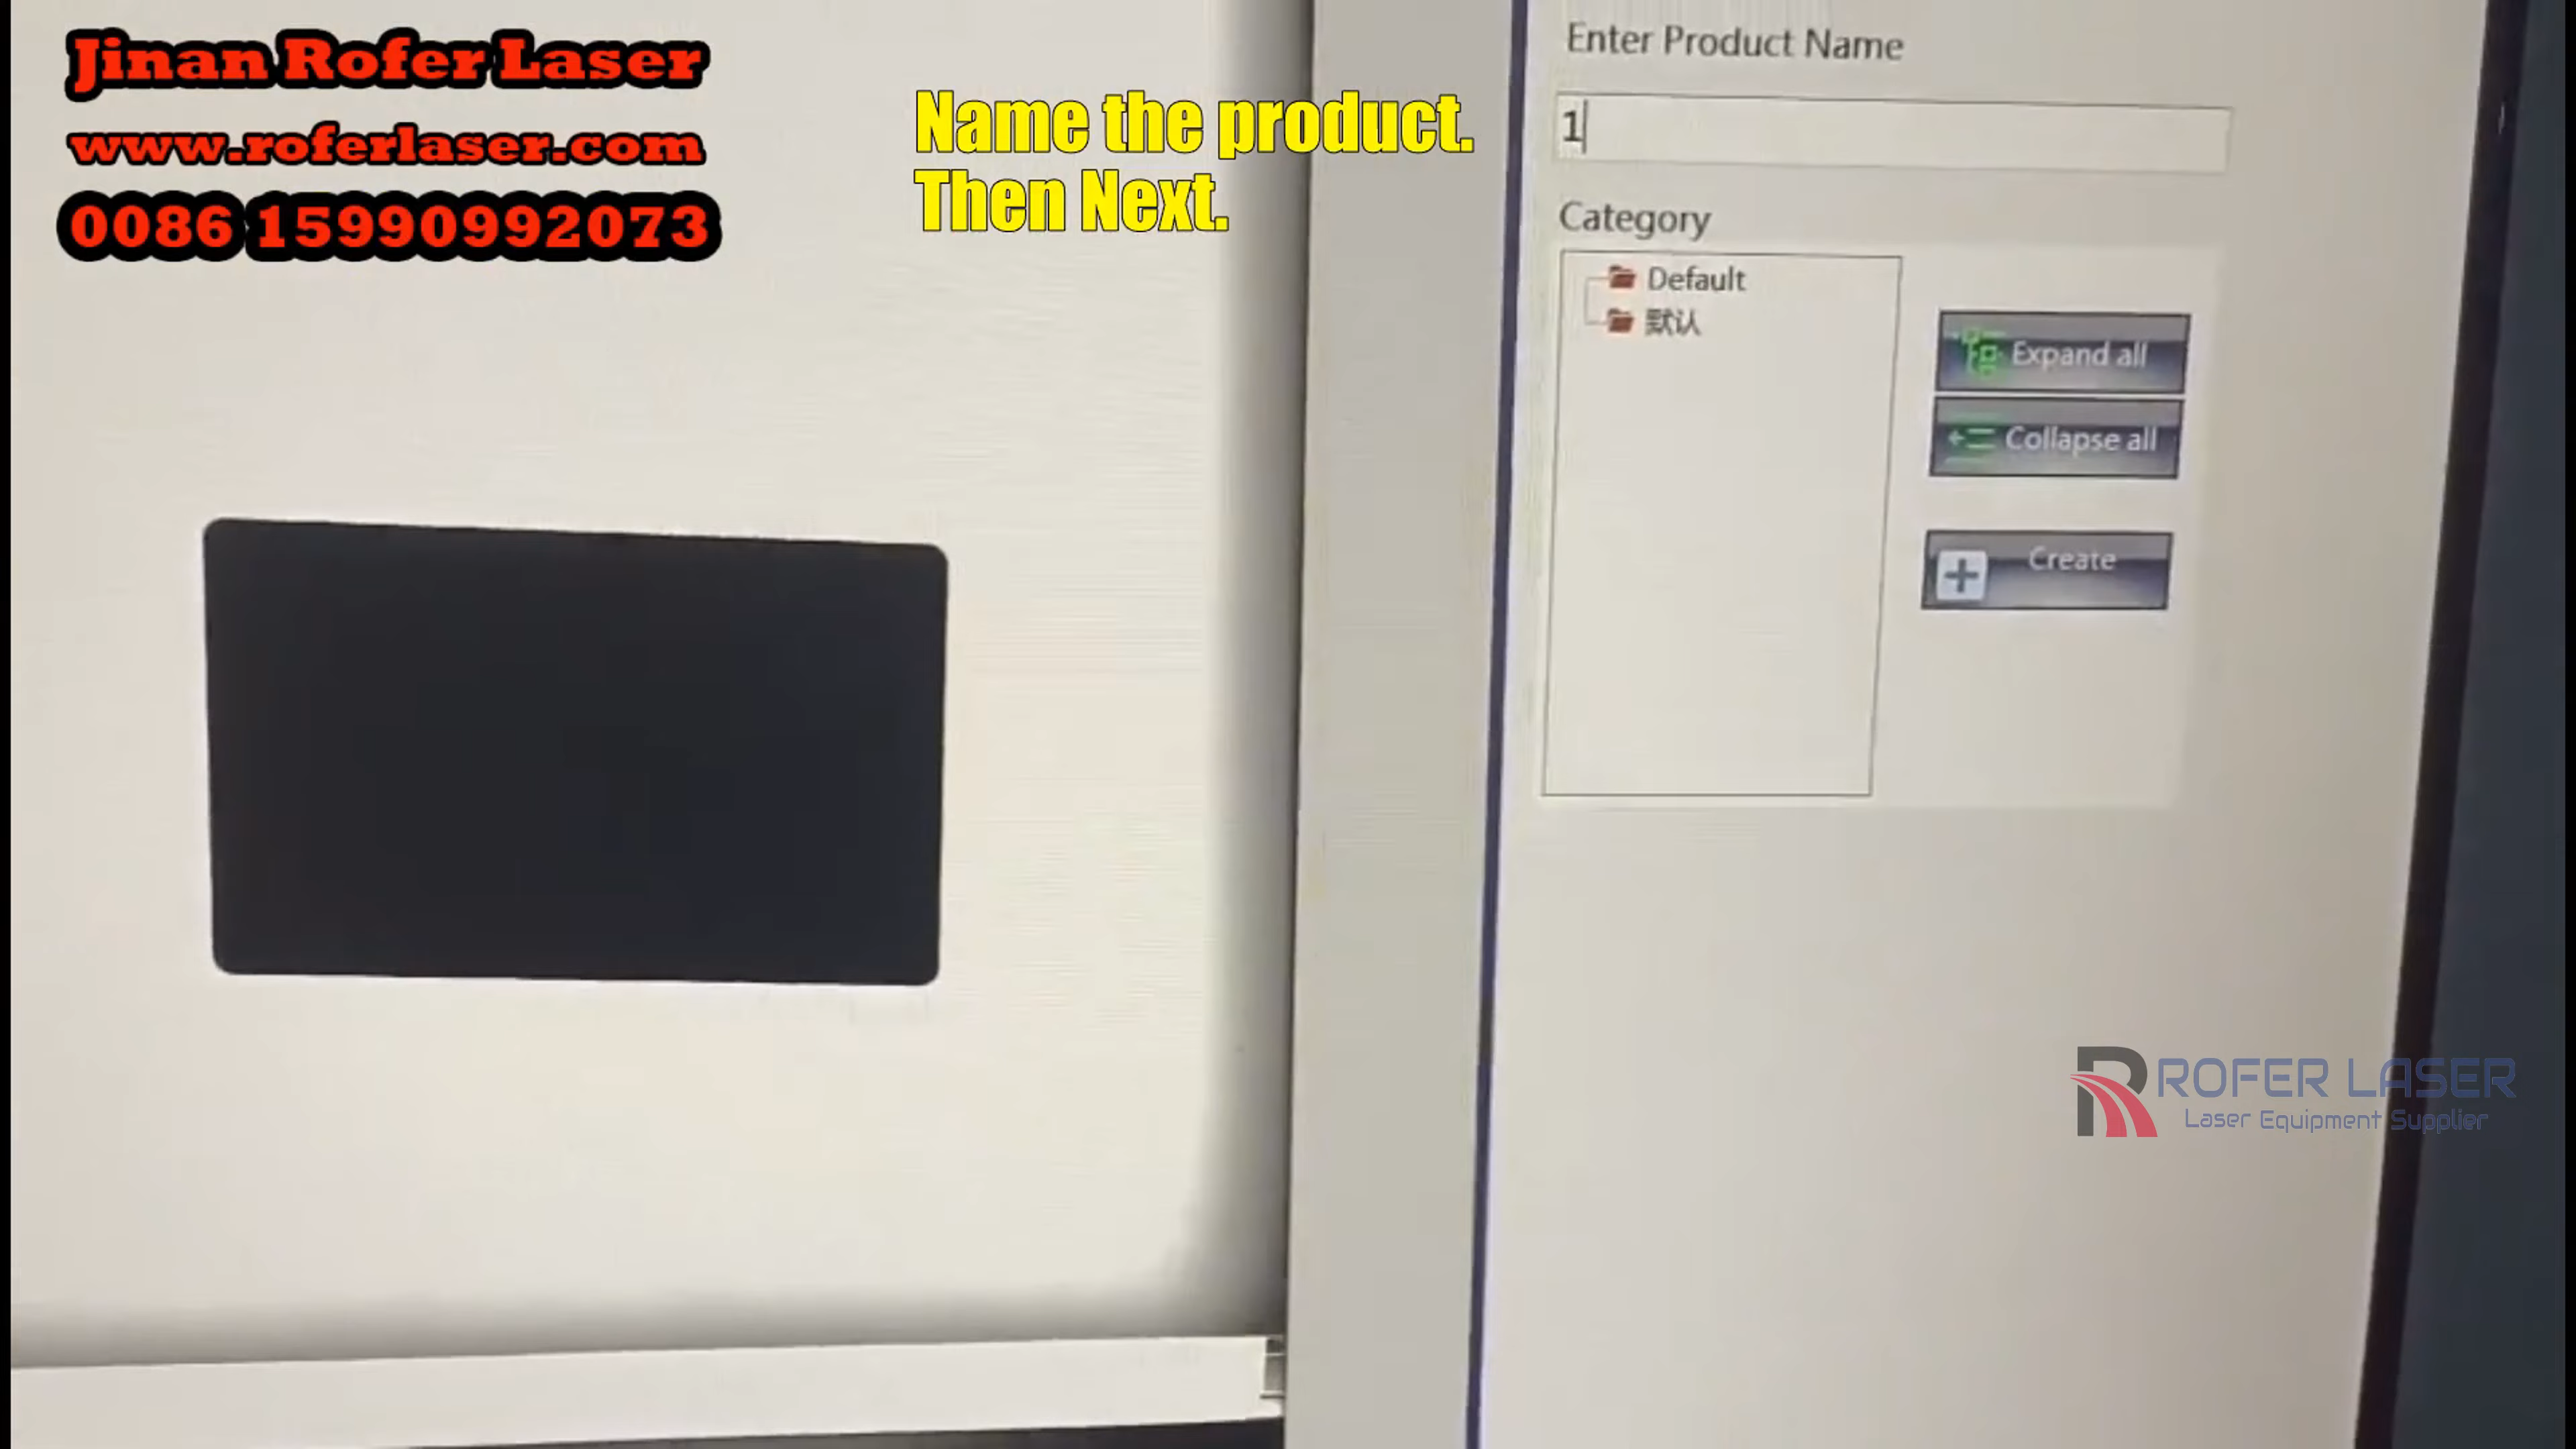 Jinan Rofer Laser
www.roferlaser.com
0086 15990992073
Name the product.
Then Next.
Enter Product Name
1
Category
Default
默认
Expand all
Collapse all
Create
ROFER LASER
Laser Equipment Supplier